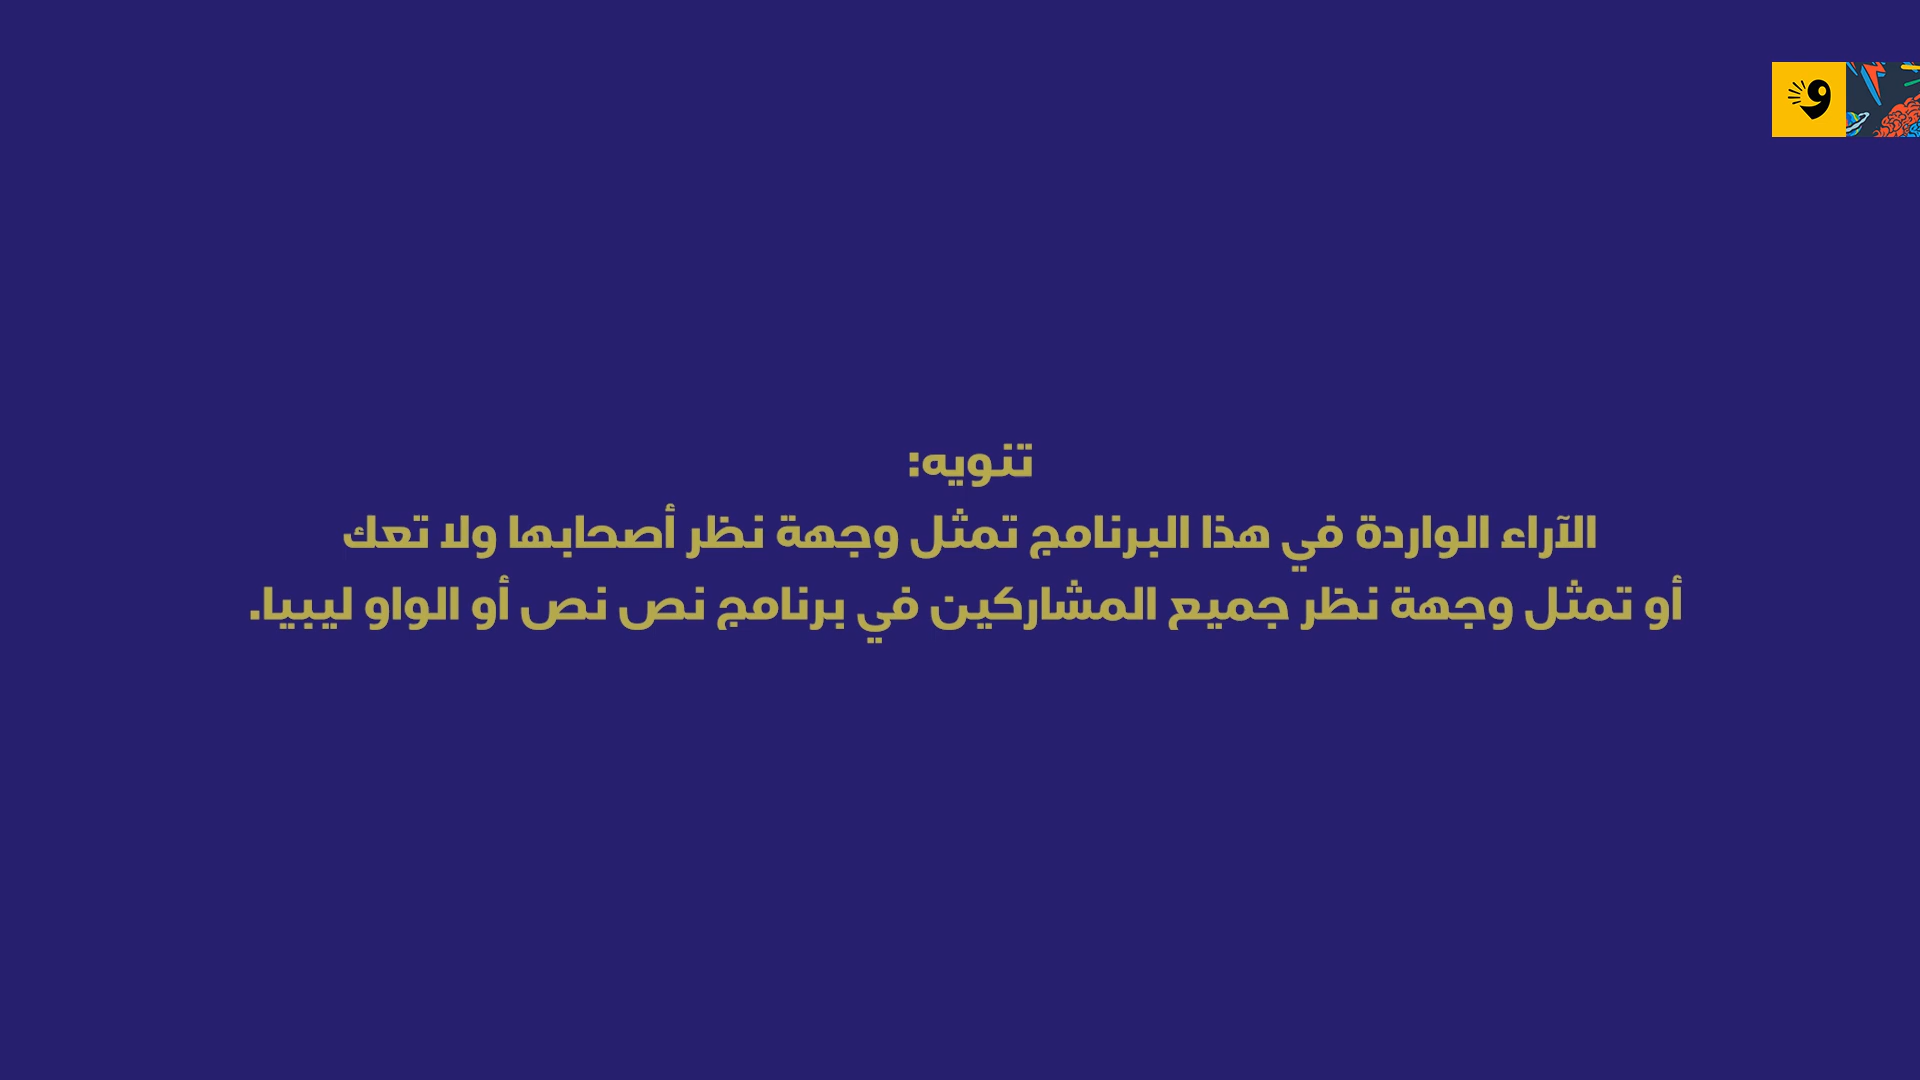 و
تنويه:
الآراء الواردة في هذا البرنامج تمثل وجهة نظر أصحابها ولا تعك
أو تمثل وجهة نظر جميع المشاركين في برنامج نص نص أو الواو ليبيا.